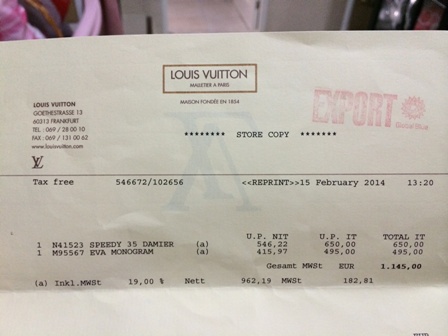 LOUIS VUITTON
MALLETIER A PARIS
MAISON FONDÉE EN 1854
EXPORT
LOUIS VUITTON
GOETHESTRASSE 13
60313 FRANKFURT
TEL : 069 / 28 00 10
FAX : 069 / 131 00 62
www.louisvuitton.com
******** STORE COPY *******
LV
Tax free 546672/102656 <<REPRINT>>15 February 2014 13:20
U.P. NIT U.P. IT TOTAL IT
1 N41523 SPEEDY 35 DAMIER (a) 546,22 650,00 650,00
1 M95567 EVA MONOGRAM (a) 415,97 495,00 495,00
Gesamt MWSt EUR 1.145,00
(a) Inkl.MWSt 19,00 % Nett 962,19 MWSt 182,81